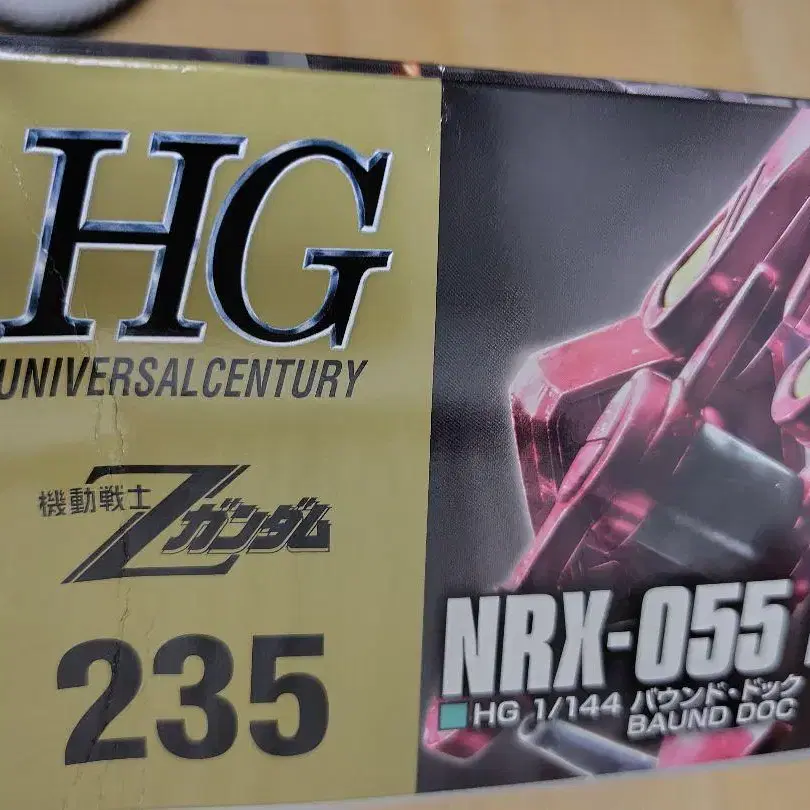 HG
UNIVERSALCENTURY
機動戦士Zガンダム
235
NRX-055
HG 1/144 バウンド・ドック
BAUND DOC